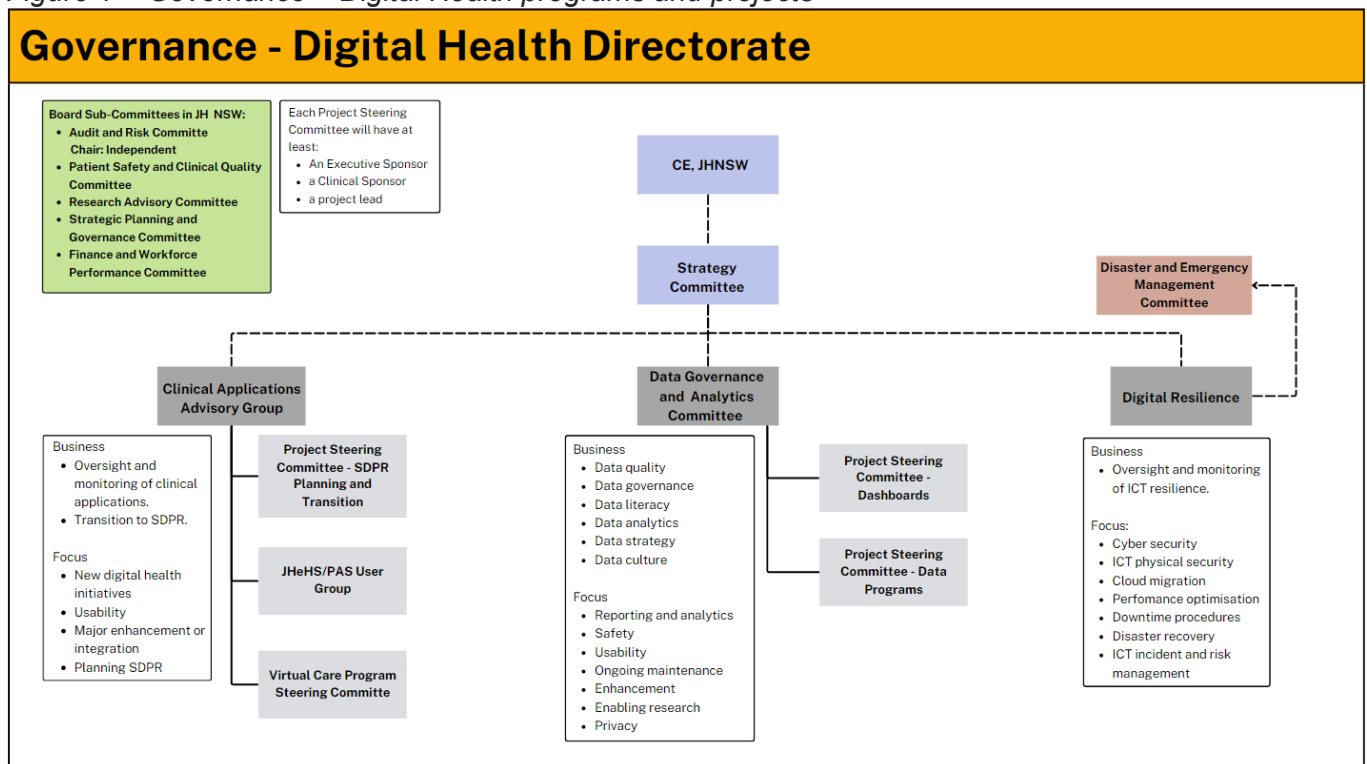 Figure 1 – Governance – Digital Health programs and projects
Governance - Digital Health Directorate
Board Sub-Committees in JH NSW:
• Audit and Risk Committe
Chair: Independent
• Patient Safety and Clinical Quality
Committee
• Research Advisory Committee
• Strategic Planning and
Governance Committee
• Finance and Workforce
Performance Committee
Each Project Steering
Committee will have at
least:
• An Executive Sponsor
• a Clinical Sponsor
• a project lead
CE, JHNSW
Strategy
Committee
Disaster and Emergency
Management
Committee
Clinical Applications
Advisory Group
Business
• Oversight and
monitoring of clinical
applications.
• Transition to SDPR.
Focus
• New digital health
initiatives
• Usability
• Major enhancement or
integration
• Planning SDPR
Project Steering
Committee - SDPR
Planning and
Transition
JHeHS/PAS User
Group
Virtual Care Program
Steering Committe
Data Governance
and Analytics
Committee
Business
• Data quality
• Data governance
• Data literacy
• Data analytics
• Data strategy
• Data culture
Focus
• Reporting and analytics
• Safety
• Usability
• Ongoing maintenance
• Enhancement
• Enabling research
• Privacy
Project Steering
Committee -
Dashboards
Project Steering
Committee - Data
Programs
Digital Resilience
Business
• Oversight and monitoring
of ICT resilience.
Focus:
• Cyber security
• ICT physical security
• Cloud migration
• Perfomance optimisation
• Downtime procedures
• Disaster recovery
• ICT incident and risk
management